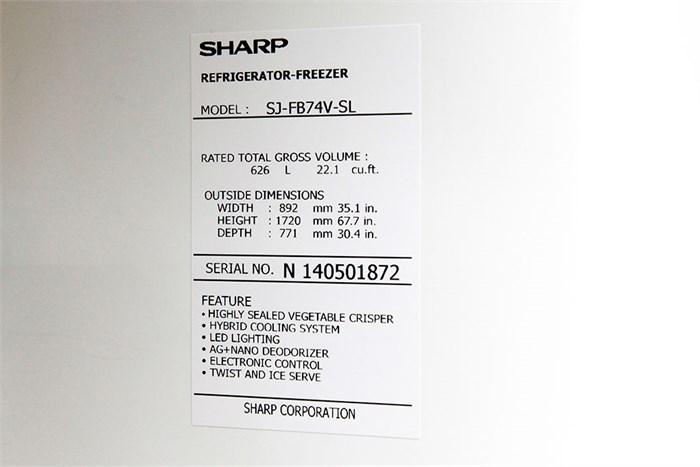 SHARP
REFRIGERATOR-FREEZER
MODEL : SJ-FB74V-SL
RATED TOTAL GROSS VOLUME :
626 L 22.1 cu.ft.
OUTSIDE DIMENSIONS
WIDTH : 892 mm 35.1 in.
HEIGHT : 1720 mm 67.7 in.
DEPTH : 771 mm 30.4 in.
SERIAL NO. N 140501872
FEATURE
• HIGHLY SEALED VEGETABLE CRISPER
• HYBRID COOLING SYSTEM
• LED LIGHTING
• AG+NANO DEODORIZER
• ELECTRONIC CONTROL
• TWIST AND ICE SERVE
SHARP CORPORATION